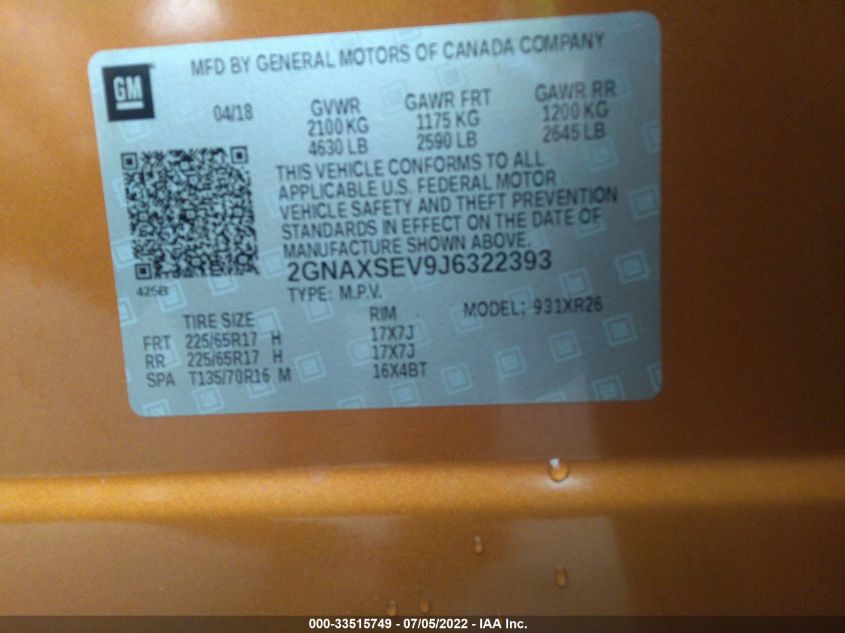 MFD BY GENERAL MOTORS OF CANADA COMPANY
GM
04/18 GVWR GAWR FRT GAWR RR
2100 KG 1175 KG 1200 KG
4630 LB 2590 LB 2645 LB
THIS VEHICLE CONFORMS TO ALL
APPLICABLE U.S. FEDERAL MOTOR
VEHICLE SAFETY AND THEFT PREVENTION
STANDARDS IN EFFECT ON THE DATE OF
MANUFACTURE SHOWN ABOVE.
425B 2GNAXSEV9J6322393
TYPE: M.P.V. MODEL: 931XR26
TIRE SIZE RIM
FRT 225/65R17 H 17X7J
RR 225/65R17 H 17X7J
SPA T135/70R16 M 16X4BT
000-33515749 - 07/05/2022 - IAA Inc.